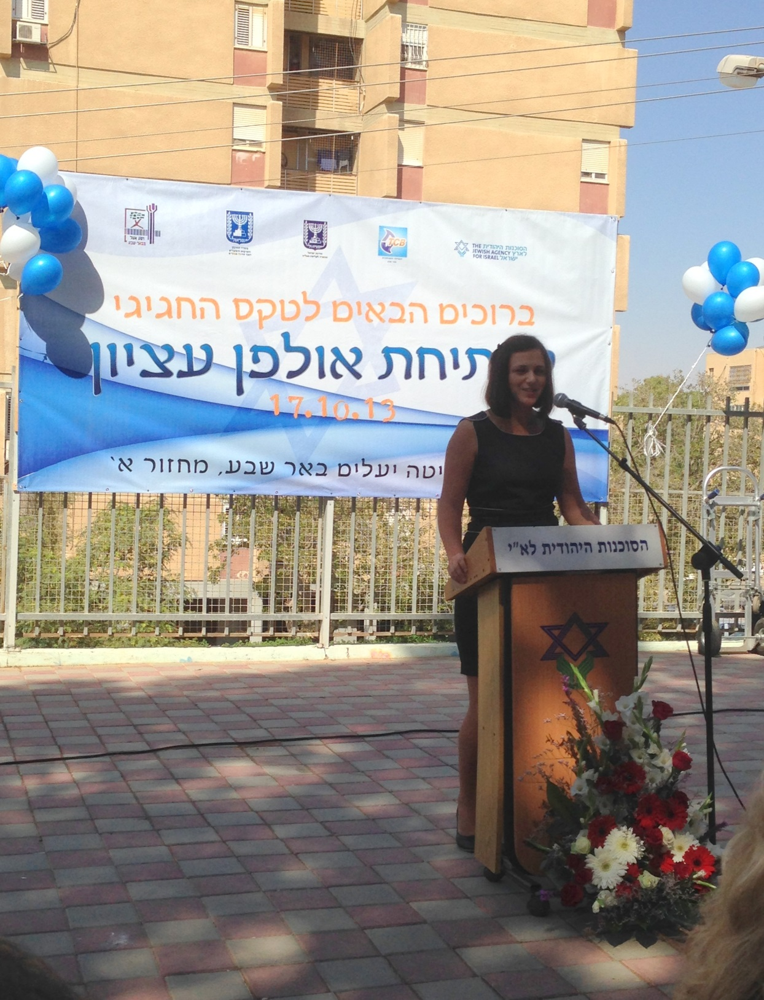 TCB
THE JEWISH AGENCY FOR ISRAEL
הסוכנות היהודית לארץ ישראל
ברוכים הבאים לטקס החגיגי
תיחת אולפן עציון
17.10.13
יטה יעלים באר שבע, מחזור א'
הסוכנות היהודית לא"י